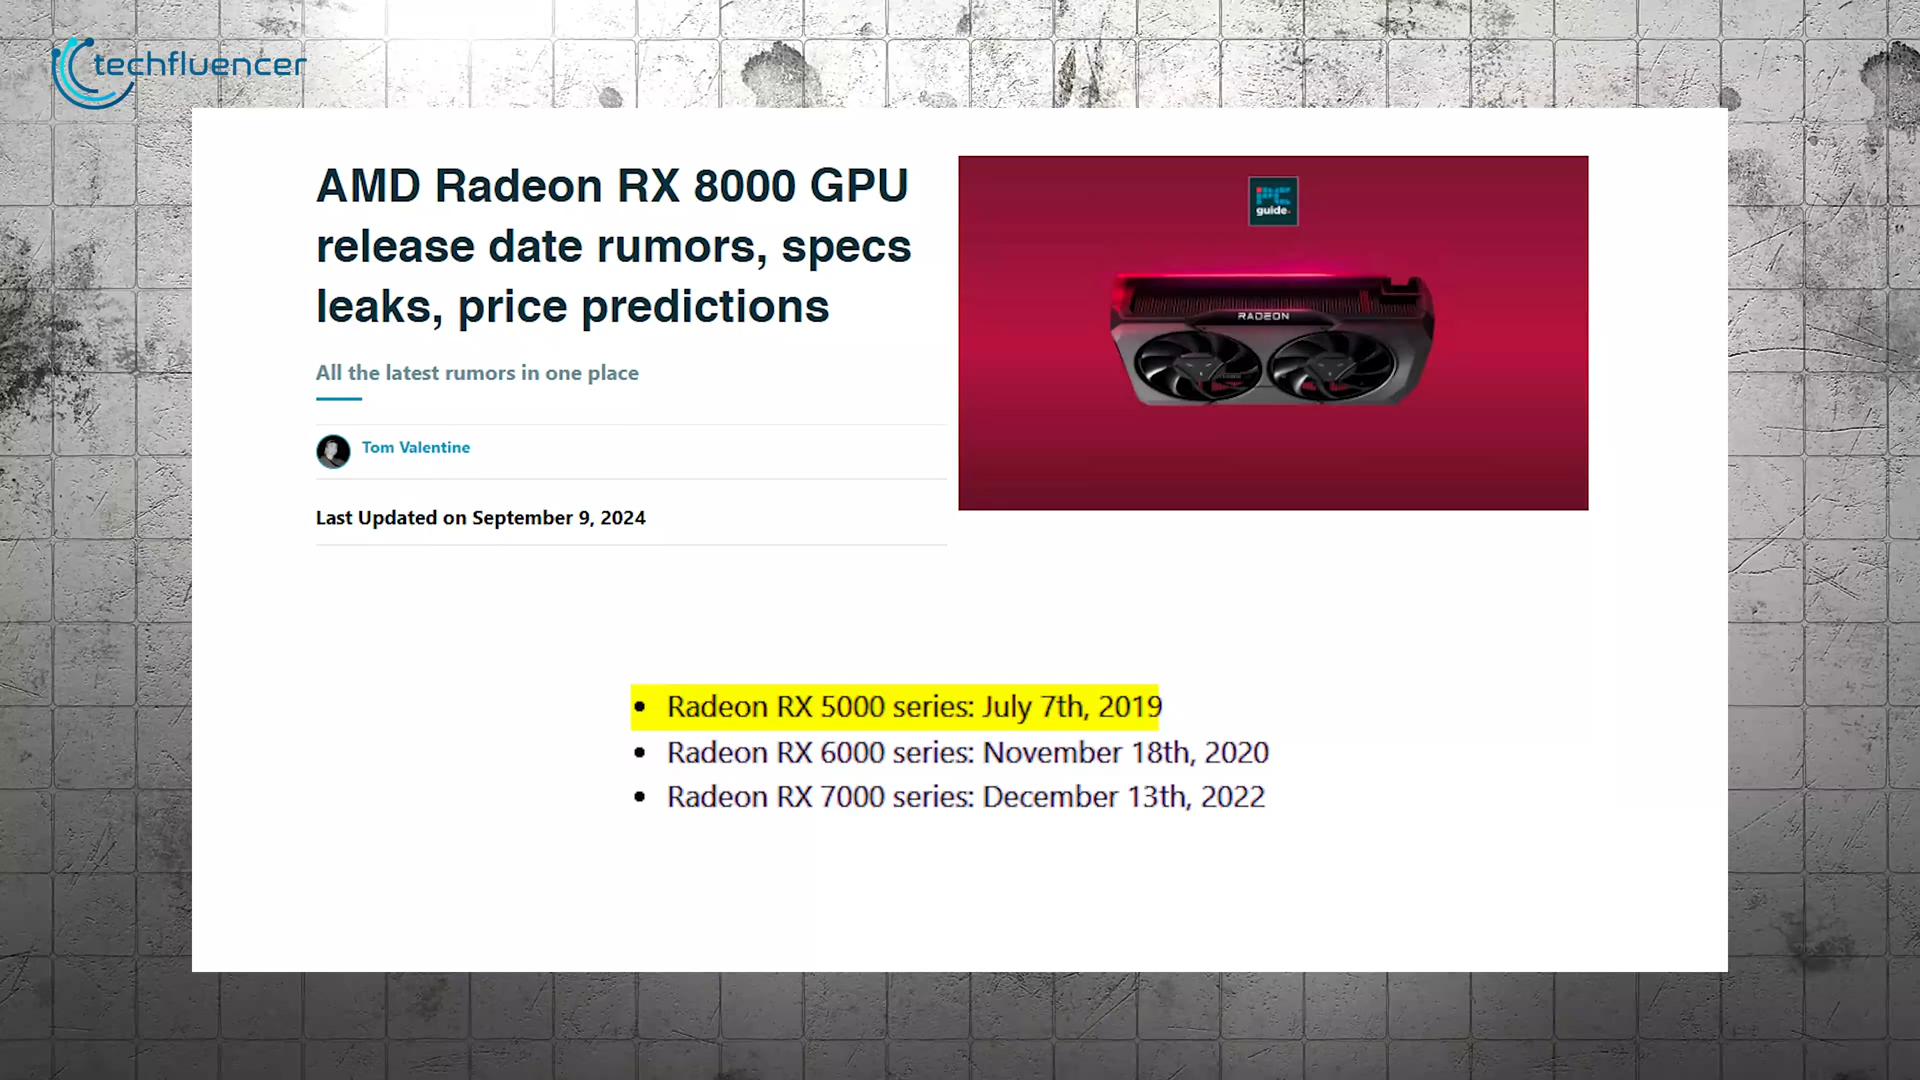 techfluencer
AMD Radeon RX 8000 GPU
release date rumors, specs
leaks, price predictions
All the latest rumors in one place
Tom Valentine
Last Updated on September 9, 2024
PC
guide.
RADEON
• Radeon RX 5000 series: July 7th, 2019
• Radeon RX 6000 series: November 18th, 2020
• Radeon RX 7000 series: December 13th, 2022